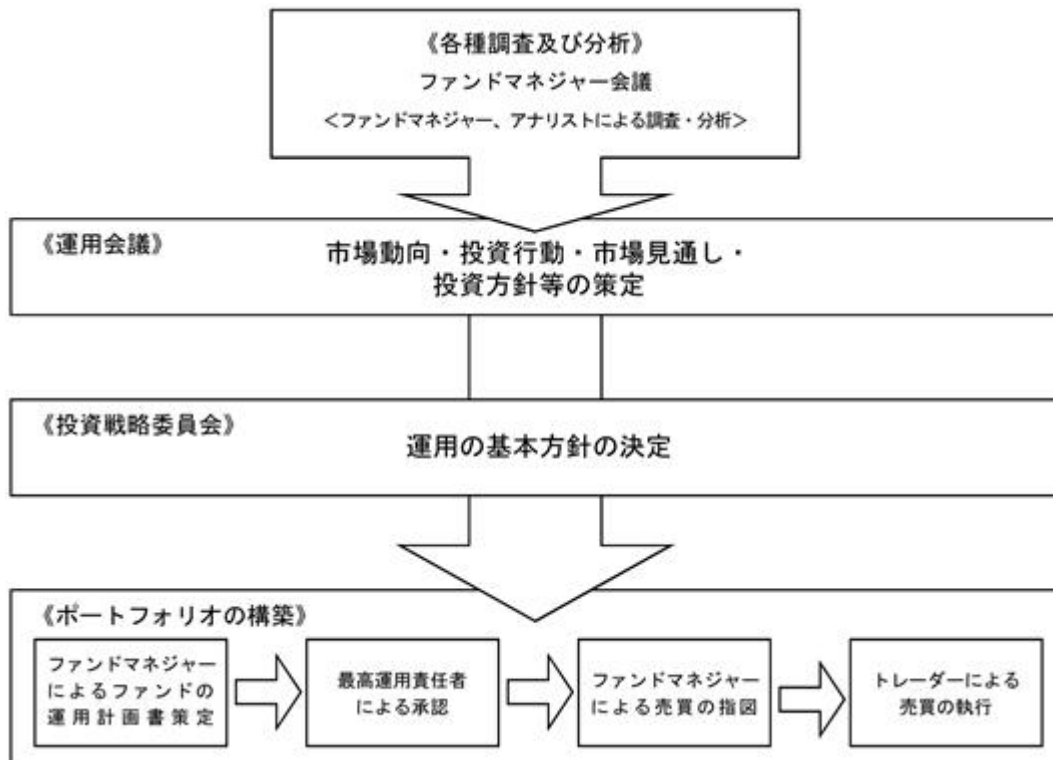 《各種調査及び分析》
ファンドマネジャー会議
＜ファンドマネジャー、アナリストによる調査・分析＞
《運用会議》
市場動向・投資行動・市場見通し・
投資方針等の策定
《投資戦略委員会》
運用の基本方針の決定
《ポートフォリオの構築》
ファンドマネジャー
によるファンドの
運用計画書策定
最高運用責任者
による承認
ファンドマネジャー
による売買の指図
トレーダーによる
売買の執行